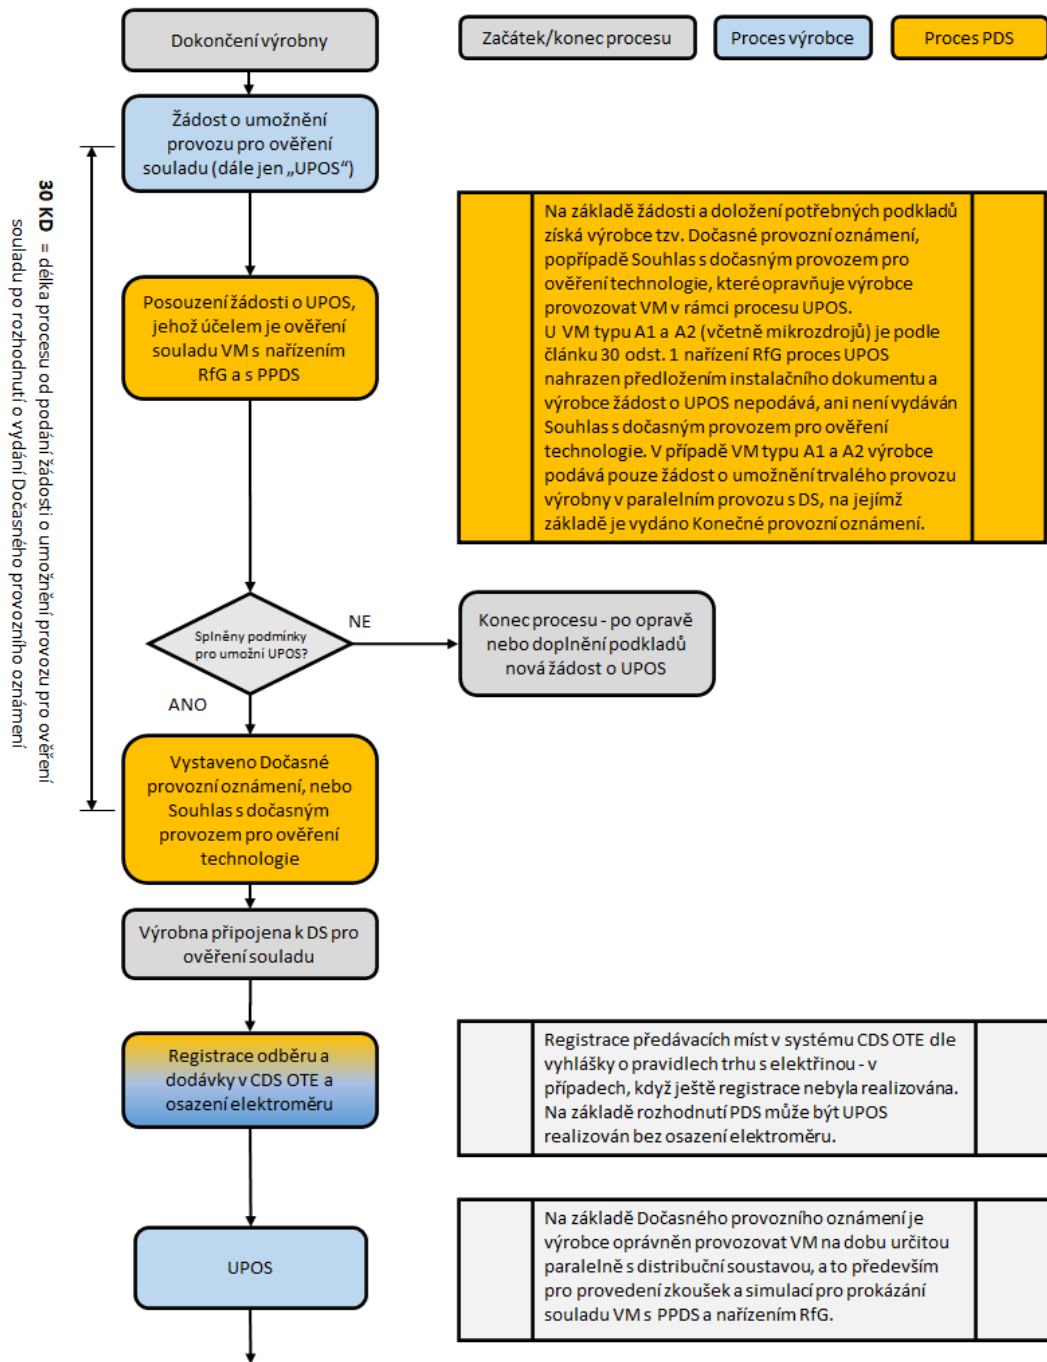 Dokončení výrobny
Začátek/konec procesu
Proces výrobce
Proces PDS
Žádost o umožnění
provozu pro ověření
souladu (dále jen „UPOS“)
30 KD = délka procesu od podání žádosti o umožnění provozu pro ověření
souladu po rozhodnutí o vydání Dočasného provozního oznámení
Posouzení žádosti o UPOS,
jehož účelem je ověření
souladu VM s nařízením
RfG a s PPDS
Na základě žádosti a doložení potřebných podkladů
získá výrobce tzv. Dočasné provozní oznámení,
popřípadě Souhlas s dočasným provozem pro
ověření technologie, které opravňuje výrobce
provozovat VM v rámci procesu UPOS.
U VM typu A1 a A2 (včetně mikrozdrojů) je podle
článku 30 odst. 1 nařízení RfG proces UPOS
nahrazen předložením instalačního dokumentu a
výrobce žádost o UPOS nepodává, ani není vydáván
Souhlas s dočasným provozem pro ověření
technologie. V případě VM typu A1 a A2 výrobce
podává pouze žádost o umožnění trvalého provozu
výrobny v paralelním provozu s DS, na jejímž
základě je vydáno Konečné provozní oznámení.
Splněny podmínky
pro umožní UPOS?
NE
Konec procesu - po opravě
nebo doplnění podkladů
nová žádost o UPOS
ANO
Vystaveno Dočasné
provozní oznámení, nebo
Souhlas s dočasným
provozem pro ověření
technologie
Výrobna připojena k DS pro
ověření souladu
Registrace odběru a
dodávky v CDS OTE a
osazení elektroměru
Registrace předávacích míst v systému CDS OTE dle
vyhlášky o pravidlech trhu s elektřinou - v
případech, když ještě registrace nebyla realizována.
Na základě rozhodnutí PDS může být UPOS
realizován bez osazení elektroměru.
UPOS
Na základě Dočasného provozního oznámení je
výrobce oprávněn provozovat VM na dobu určitou
paralelně s distribuční soustavou, a to především
pro provedení zkoušek a simulací pro prokázání
souladu VM s PPDS a nařízením RfG.